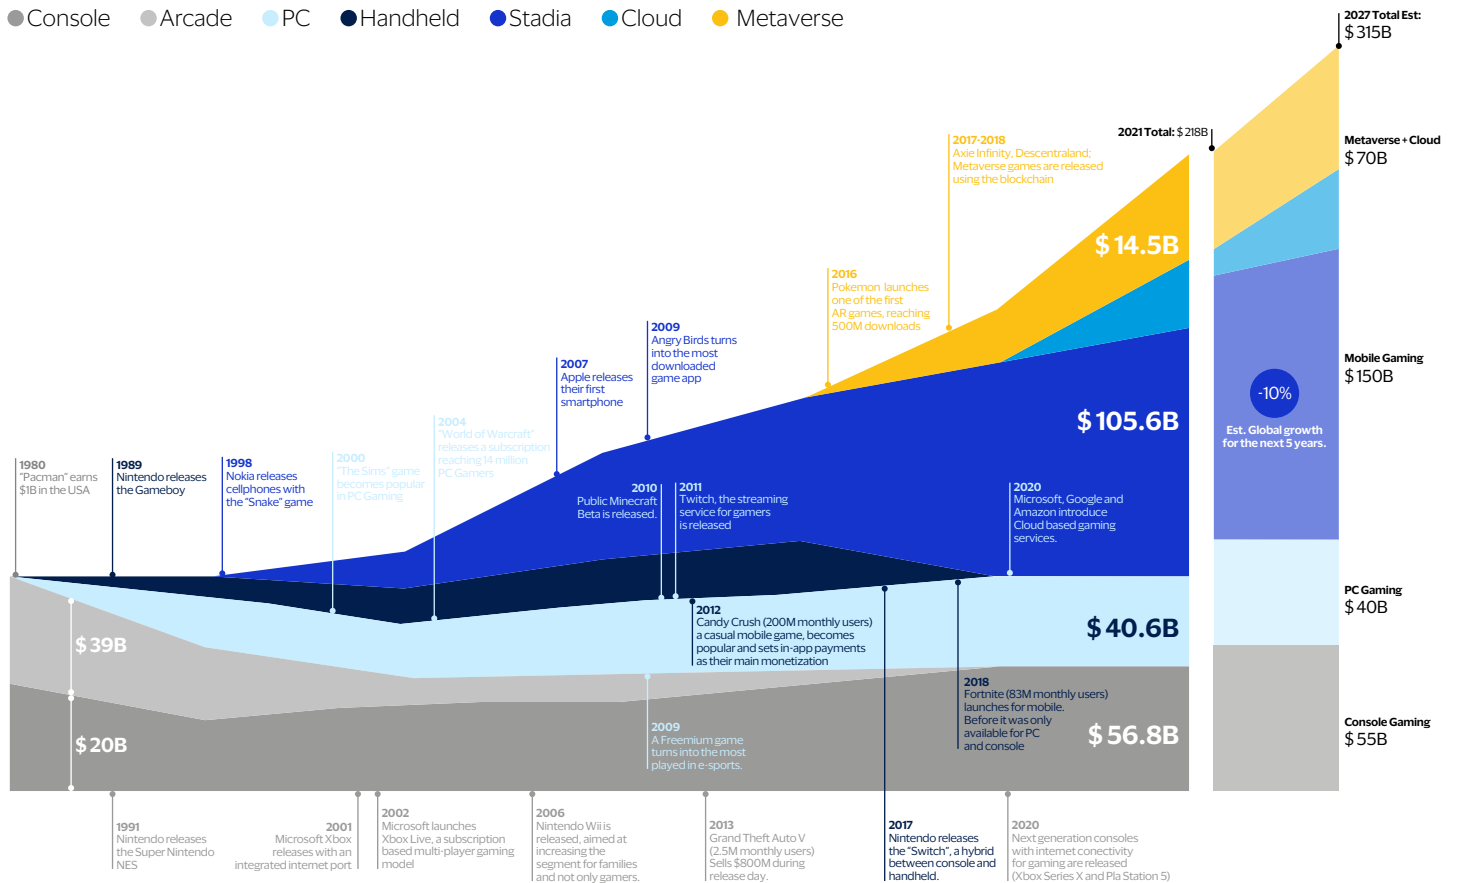 Console
Arcade
PC
Handheld
Stadia
Cloud
Metaverse
2027 Total Est:
$ 315B
2021 Total: $ 218B
Metaverse + Cloud
$ 70B
Mobile Gaming
$ 150B
PC Gaming
$ 40B
Console Gaming
$ 55B
-10%
Est. Global growth
for the next 5 years.
2017-2018
Axie Infinity, Descentraland;
Metaverse games are released
using the blockchain
$ 14.5B
2016
Pokemon launches
one of the first
AR games, reaching
500M downloads
2009
Angry Birds turns
into the most
downloaded
game app
2007
Apple releases
their first
smartphone
$ 105.6B
2004
"World of Warcraft"
releases a subscription
reaching 14 million
PC Gamers
2000
"The Sims" game
becomes popular
in PC Gaming
1998
Nokia releases
cellphones with
the "Snake" game
1989
Nintendo releases
the Gameboy
1980
"Pacman" earns
$1B in the USA
2010
Public Minecraft
Beta is released.
2011
Twitch, the streaming
service for gamers
is released
2020
Microsoft, Google and
Amazon introduce
Cloud based gaming
services.
2012
Candy Crush (200M monthly users)
a casual mobile game, becomes
popular and sets in-app payments
as their main monetization
$ 40.6B
$ 39B
$ 20B
2018
Fortnite (83M monthly users)
launches for mobile.
Before it was only
available for PC
and console
$ 56.8B
2009
A Freemium game
turns into the most
played in e-sports.
1991
Nintendo releases
the Super Nintendo
NES
2001
Microsoft Xbox
releases with an
integrated internet port
2002
Microsoft launches
Xbox Live, a subscription
based multi-player gaming
model
2006
Nintendo Wii is
released, aimed at
increasing the
segment for families
and not only gamers.
2013
Grand Theft Auto V
(2.5M monthly users)
Sells $800M during
release day.
2017
Nintendo releases
the "Switch", a hybrid
between console and
handheld.
2020
Next generation consoles
with internet conectivity
for gaming are released
(Xbox Series X and Pla Station 5)